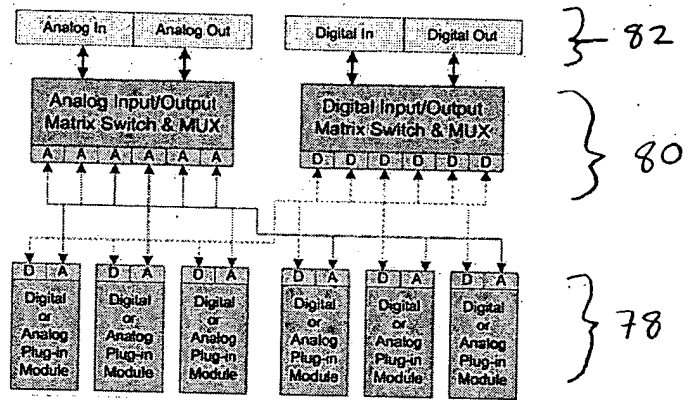 Analog In Analog Out Digital In Digital Out 82
Analog Input/Output Digital Input/Output
Matrix Switch & MUX Matrix Switch & MUX 80
A A A A A A D D D D D D
D A D A D A D A D A D A
Digital Digital Digital Digital Digital Digital
or or or or or or
Analog Analog Analog Analog Analog Analog 78
Plug-in Plug-in Plug-in Plug-in Plug-in Plug-in
Module Module Module Module Module Module